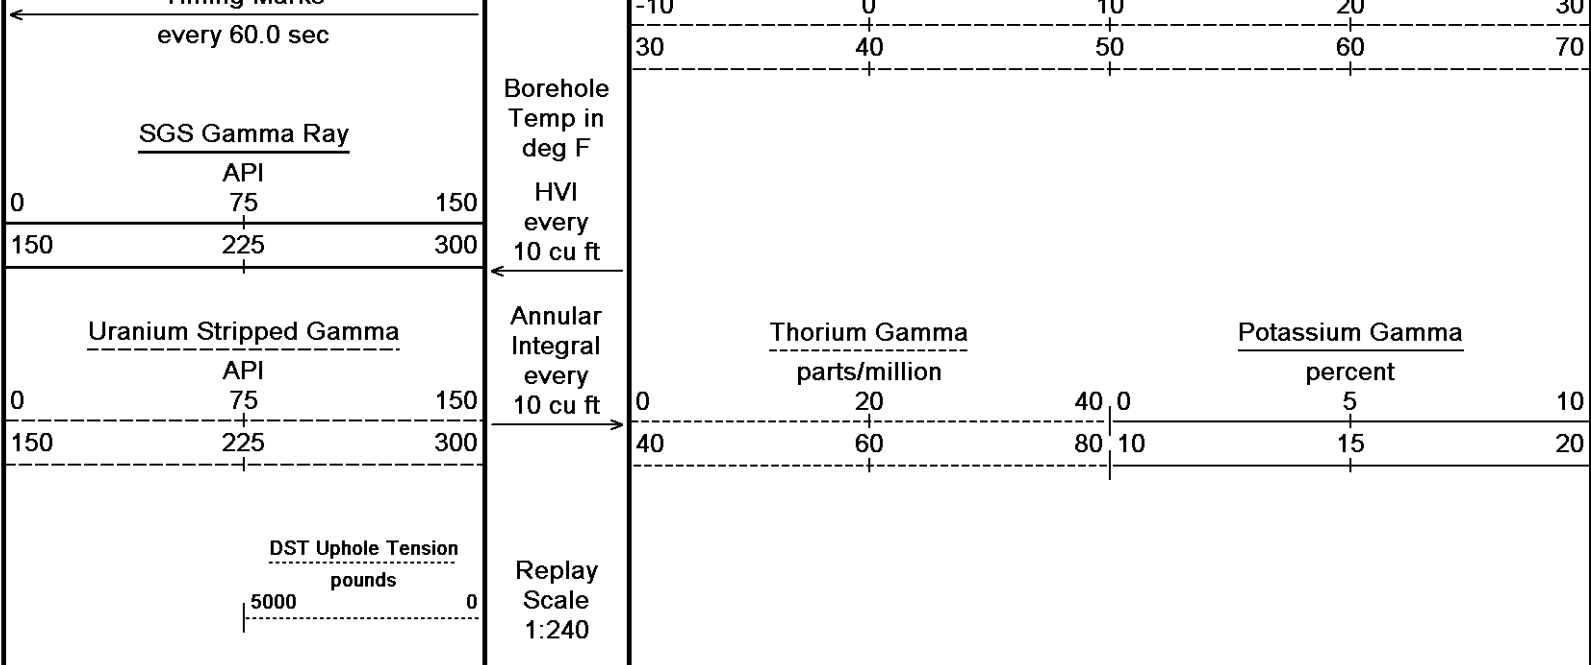 Timing Marks
every 60.0 sec
SGS Gamma Ray
API
0 75 150
150 225 300
Uranium Stripped Gamma
API
0 75 150
150 225 300
DST Uphole Tension
pounds
5000 0
Borehole
Temp in
deg F
HVI
every
10 cu ft
Annular
Integral
every
10 cu ft
Replay
Scale
1:240
-10 0 10 20 30
30 40 50 60 70
Thorium Gamma
parts/million
0 20 40
40 60 80
Potassium Gamma
percent
0 5 10
10 15 20